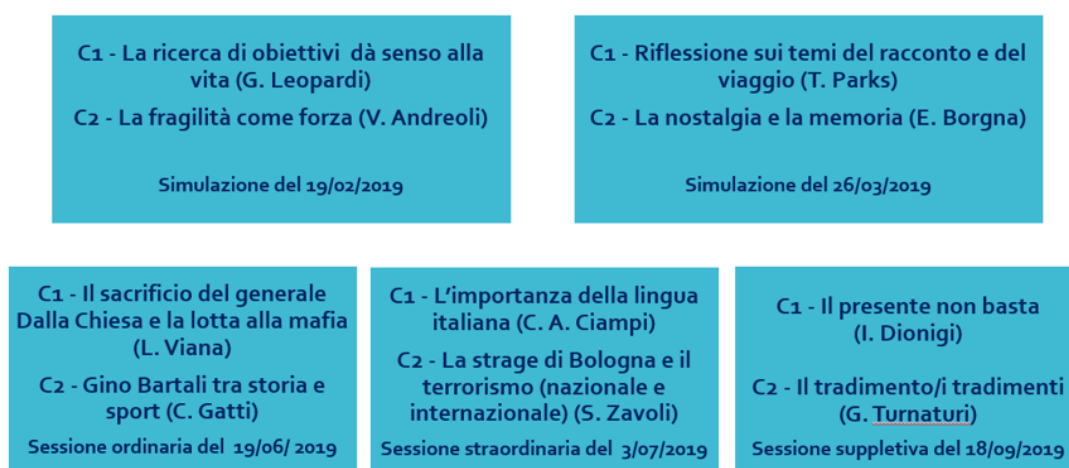 C1 - La ricerca di obiettivi dà senso alla
vita (G. Leopardi)
C2 - La fragilità come forza (V. Andreoli)
Simulazione del 19/02/2019
C1 - Riflessione sui temi del racconto e del
viaggio (T. Parks)
C2 - La nostalgia e la memoria (E. Borgna)
Simulazione del 26/03/2019
C1 - Il sacrificio del generale
Dalla Chiesa e la lotta alla mafia
(L. Viana)
C2 - Gino Bartali tra storia e
sport (C. Gatti)
Sessione ordinaria del 19/06/ 2019
C1 - L'importanza della lingua
italiana (C. A. Ciampi)
C2 - La strage di Bologna e il
terrorismo (nazionale e
internazionale) (S. Zavoli)
Sessione straordinaria del 3/07/2019
C1 - Il presente non basta
(I. Dionigi)
C2 - Il tradimento/i tradimenti
(G. Turnaturi)
Sessione suppletiva del 18/09/2019